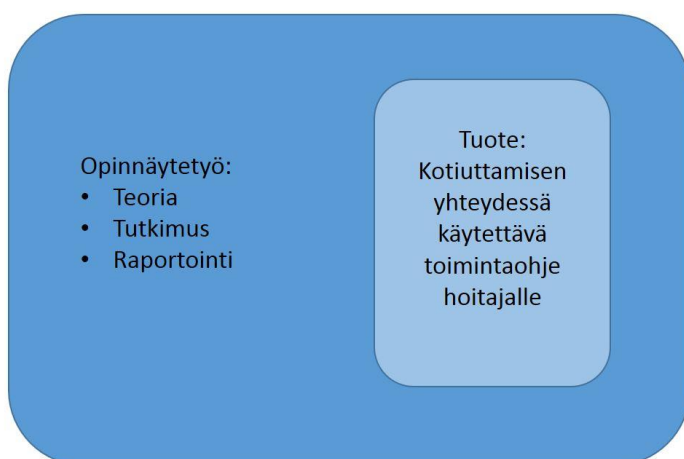 Opinnäytetyö:
• Teoria
• Tutkimus
• Raportointi
Tuote:
Kotiuttamisen
yhteydessä
käytettävä
toimintaohje
hoitajalle